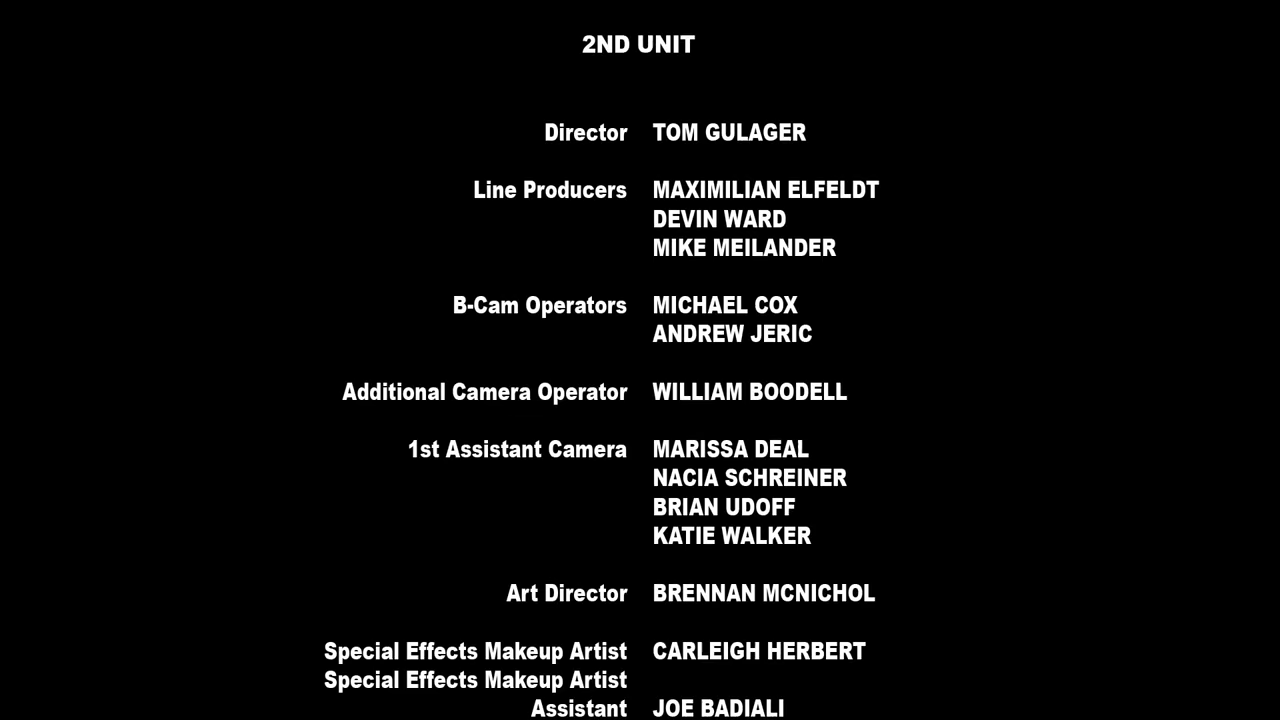 2ND UNIT
Director TOM GULAGER
Line Producers MAXIMILIAN ELFELDT
DEVIN WARD
MIKE MEILANDER
B-Cam Operators MICHAEL COX
ANDREW JERIC
Additional Camera Operator WILLIAM BOODELL
1st Assistant Camera MARISSA DEAL
NACIA SCHREINER
BRIAN UDOFF
KATIE WALKER
Art Director BRENNAN MCNICHOL
Special Effects Makeup Artist CARLEIGH HERBERT
Special Effects Makeup Artist
Assistant JOE BADIALI